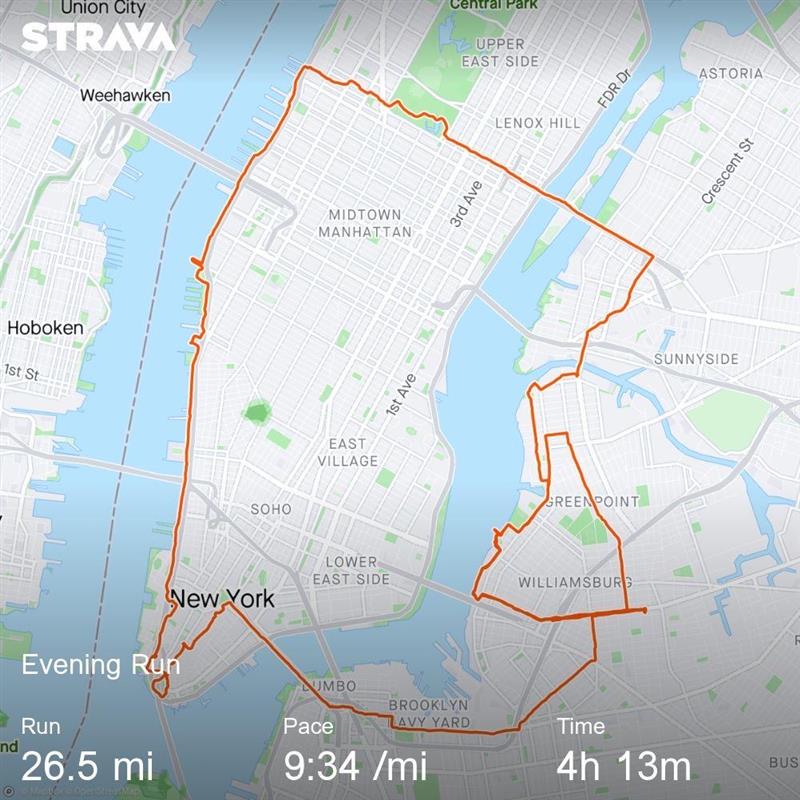 Union City
Central Park
STRAVA
UPPER
EAST SIDE
ASTORIA
Weehawken
FDR Dr
LENOX HILL
Crescent St
3rd Ave
MIDTOWN
MANHATTAN
Hoboken
SUNNYSIDE
1st St
1st Ave
EAST
VILLAGE
GREENPOINT
SOHO
LOWER
EAST SIDE
WILLIAMSBURG
New York
Evening Run
DUMBO
BROOKLYN
NAVY YARD
Run
Pace
Time
26.5 mi
9:34 /mi
4h 13m
BUS
© Mapbox © OpenStreetMap